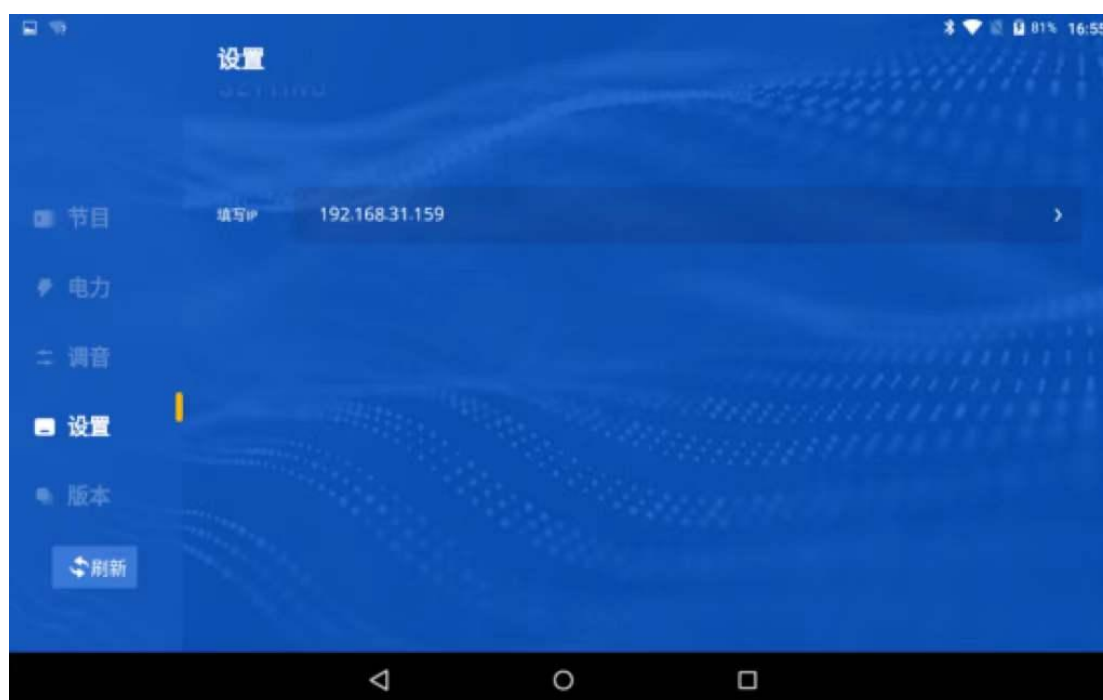 81% 16:55
设置
SETTING
节目
填写IP 192.168.31.159
电力
调音
设置
版本
刷新